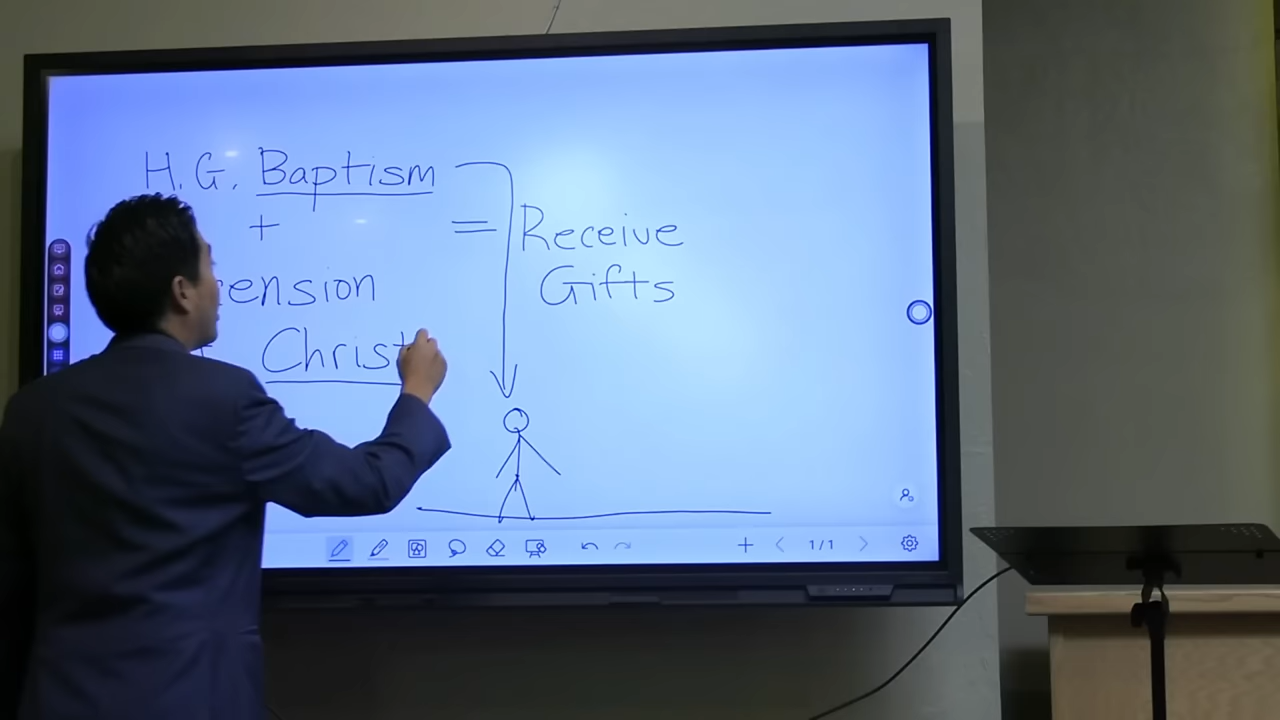 H.G. Baptism
+ = Receive
Gifts
ension
Christ
1/1